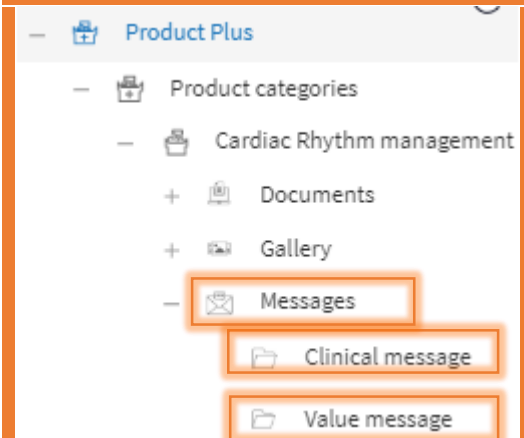 Product Plus
Product categories
Cardiac Rhythm management
Documents
Gallery
Messages
Clinical message
Value message